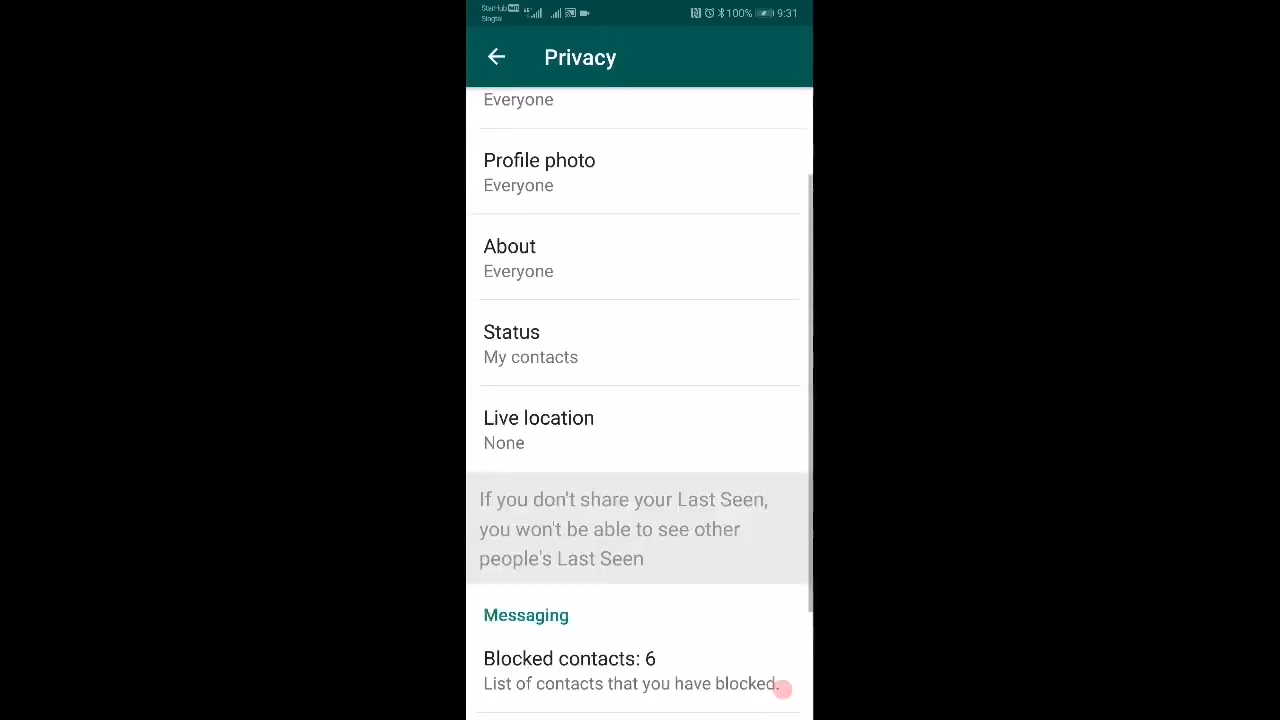 StarHub WiFi
Singtel
100% 9:31
Privacy
Everyone
Profile photo
Everyone
About
Everyone
Status
My contacts
Live location
None
If you don't share your Last Seen,
you won't be able to see other
people's Last Seen
Messaging
Blocked contacts: 6
List of contacts that you have blocked.